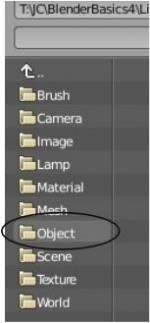 T:\JC\BlenderBasics4\Li
..
Brush
Camera
Image
Lamp
Material
Mesh
Object
Scene
Texture
World